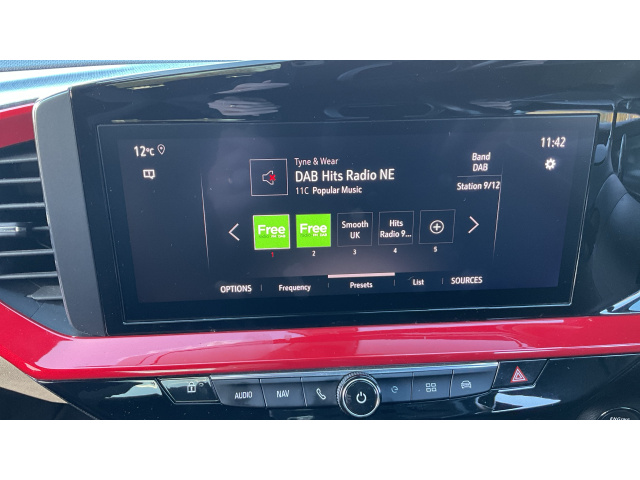 12°C
11:42
Tyne & Wear
DAB Hits Radio NE
11C Popular Music
Band
DAB
Station 9/12
Free
Free
Smooth
UK
Hits
Radio 9...
1
2
3
4
5
OPTIONS
Frequency
Presets
List
SOURCES
AUDIO
NAV